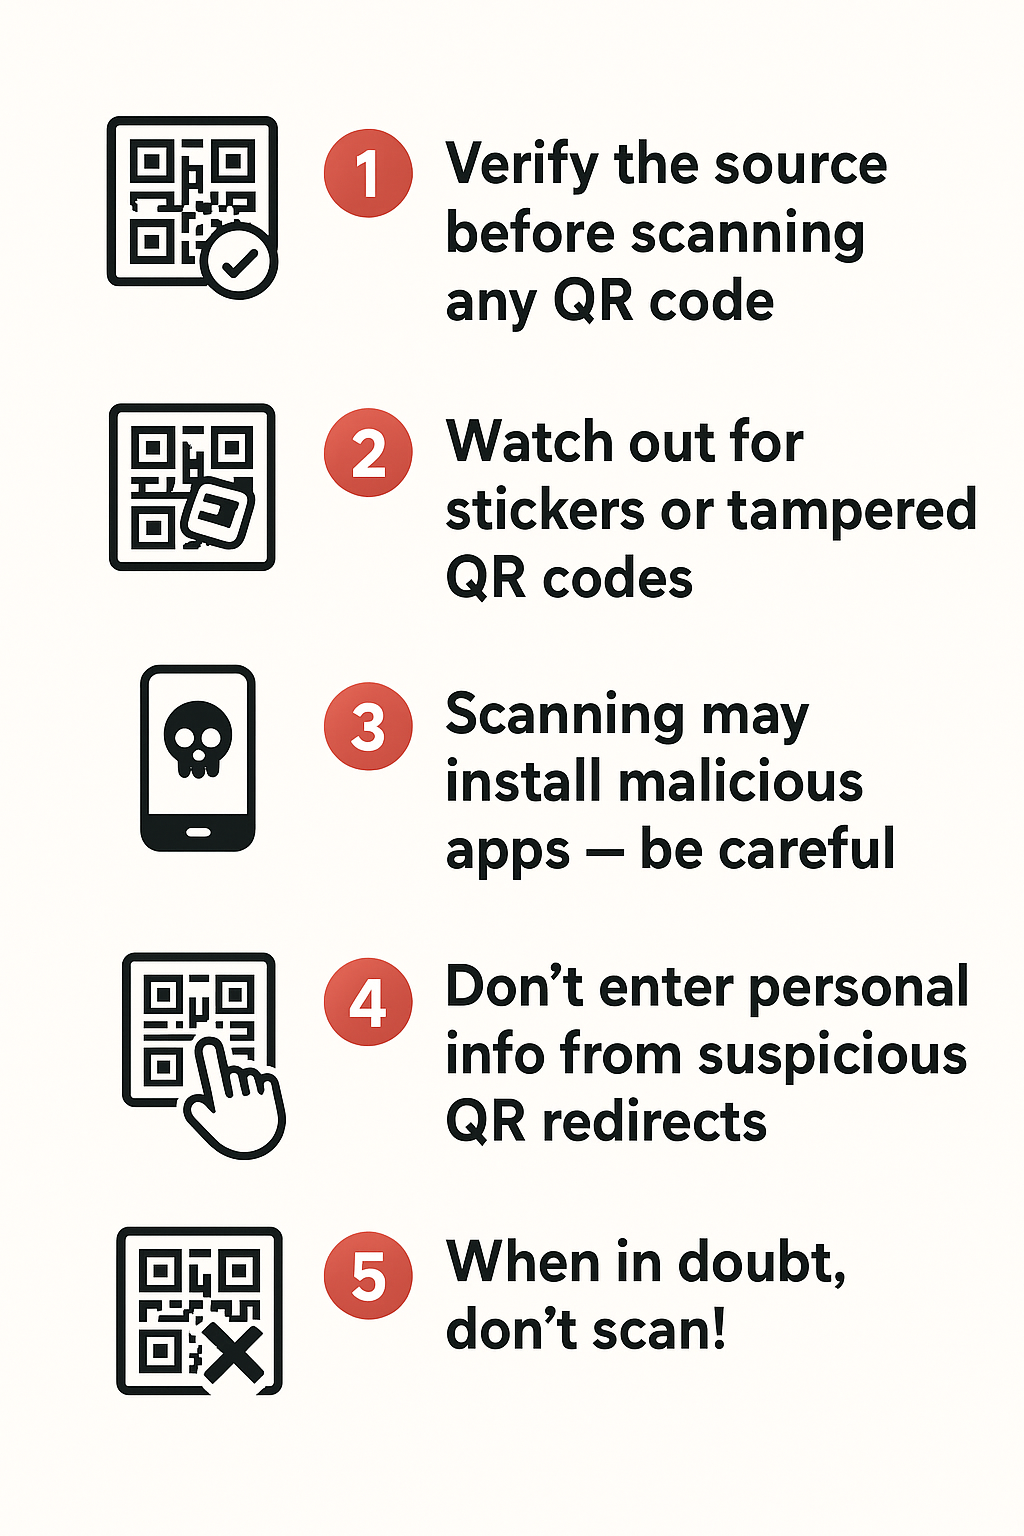 1
Verify the source
before scanning
any QR code
2
Watch out for
stickers or tampered
QR codes
3
Scanning may
install malicious
apps — be careful
4
Don’t enter personal
info from suspicious
QR redirects
5
When in doubt,
don’t scan!